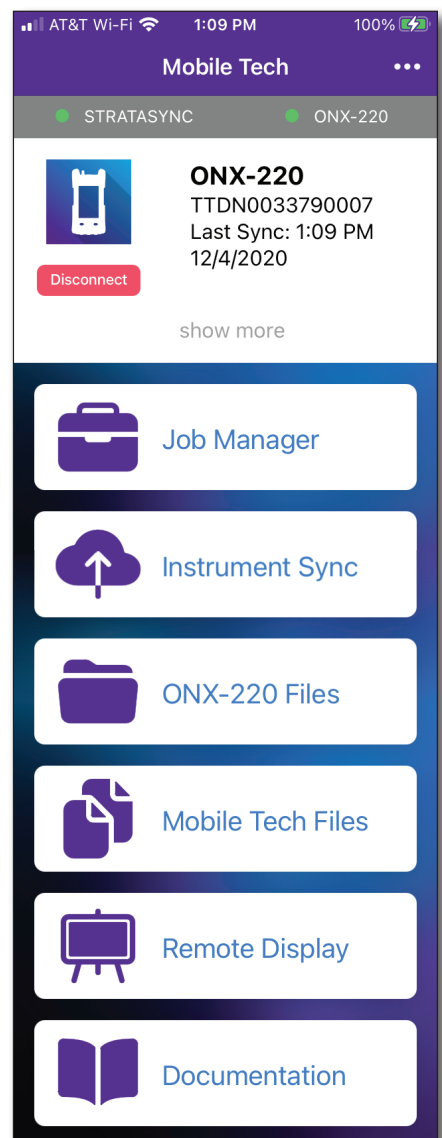 AT&T Wi-Fi 1:09 PM 100%
Mobile Tech
STRATASYNC ONX-220
ONX-220
TTDN0033790007
Last Sync: 1:09 PM
12/4/2020
Disconnect
show more
Job Manager
Instrument Sync
ONX-220 Files
Mobile Tech Files
Remote Display
Documentation